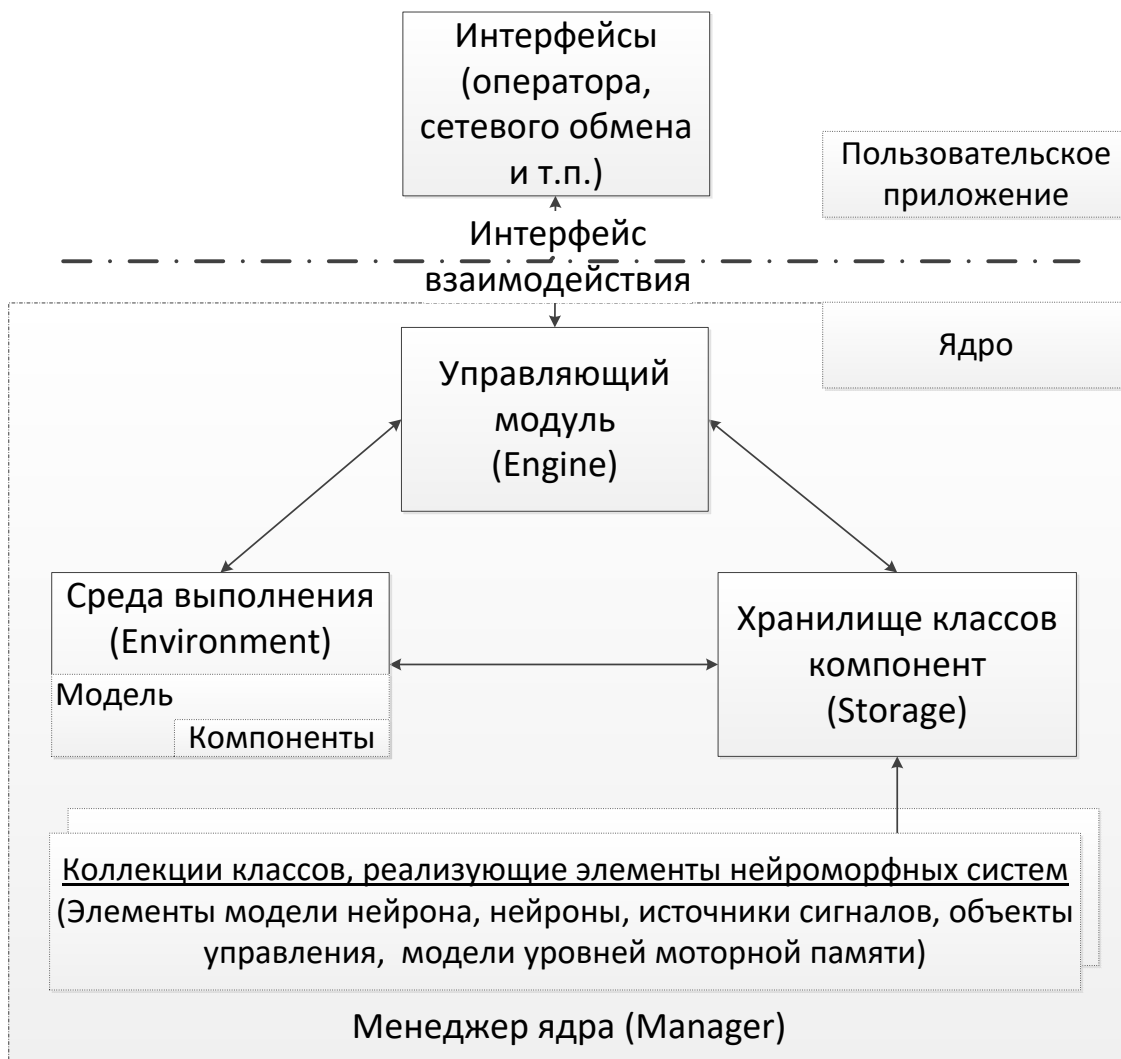 Интерфейсы
(оператора,
сетевого обмена
и т.п.)
Пользовательское
приложение
Интерфейс
взаимодействия
Ядро
Управляющий
модуль
(Engine)
Среда выполнения
(Environment)
Модель
Компоненты
Хранилище классов
компонент
(Storage)
Коллекции классов, реализующие элементы нейроморфных систем
(Элементы модели нейрона, нейроны, источники сигналов, объекты
управления, модели уровней моторной памяти)
Менеджер ядра (Manager)